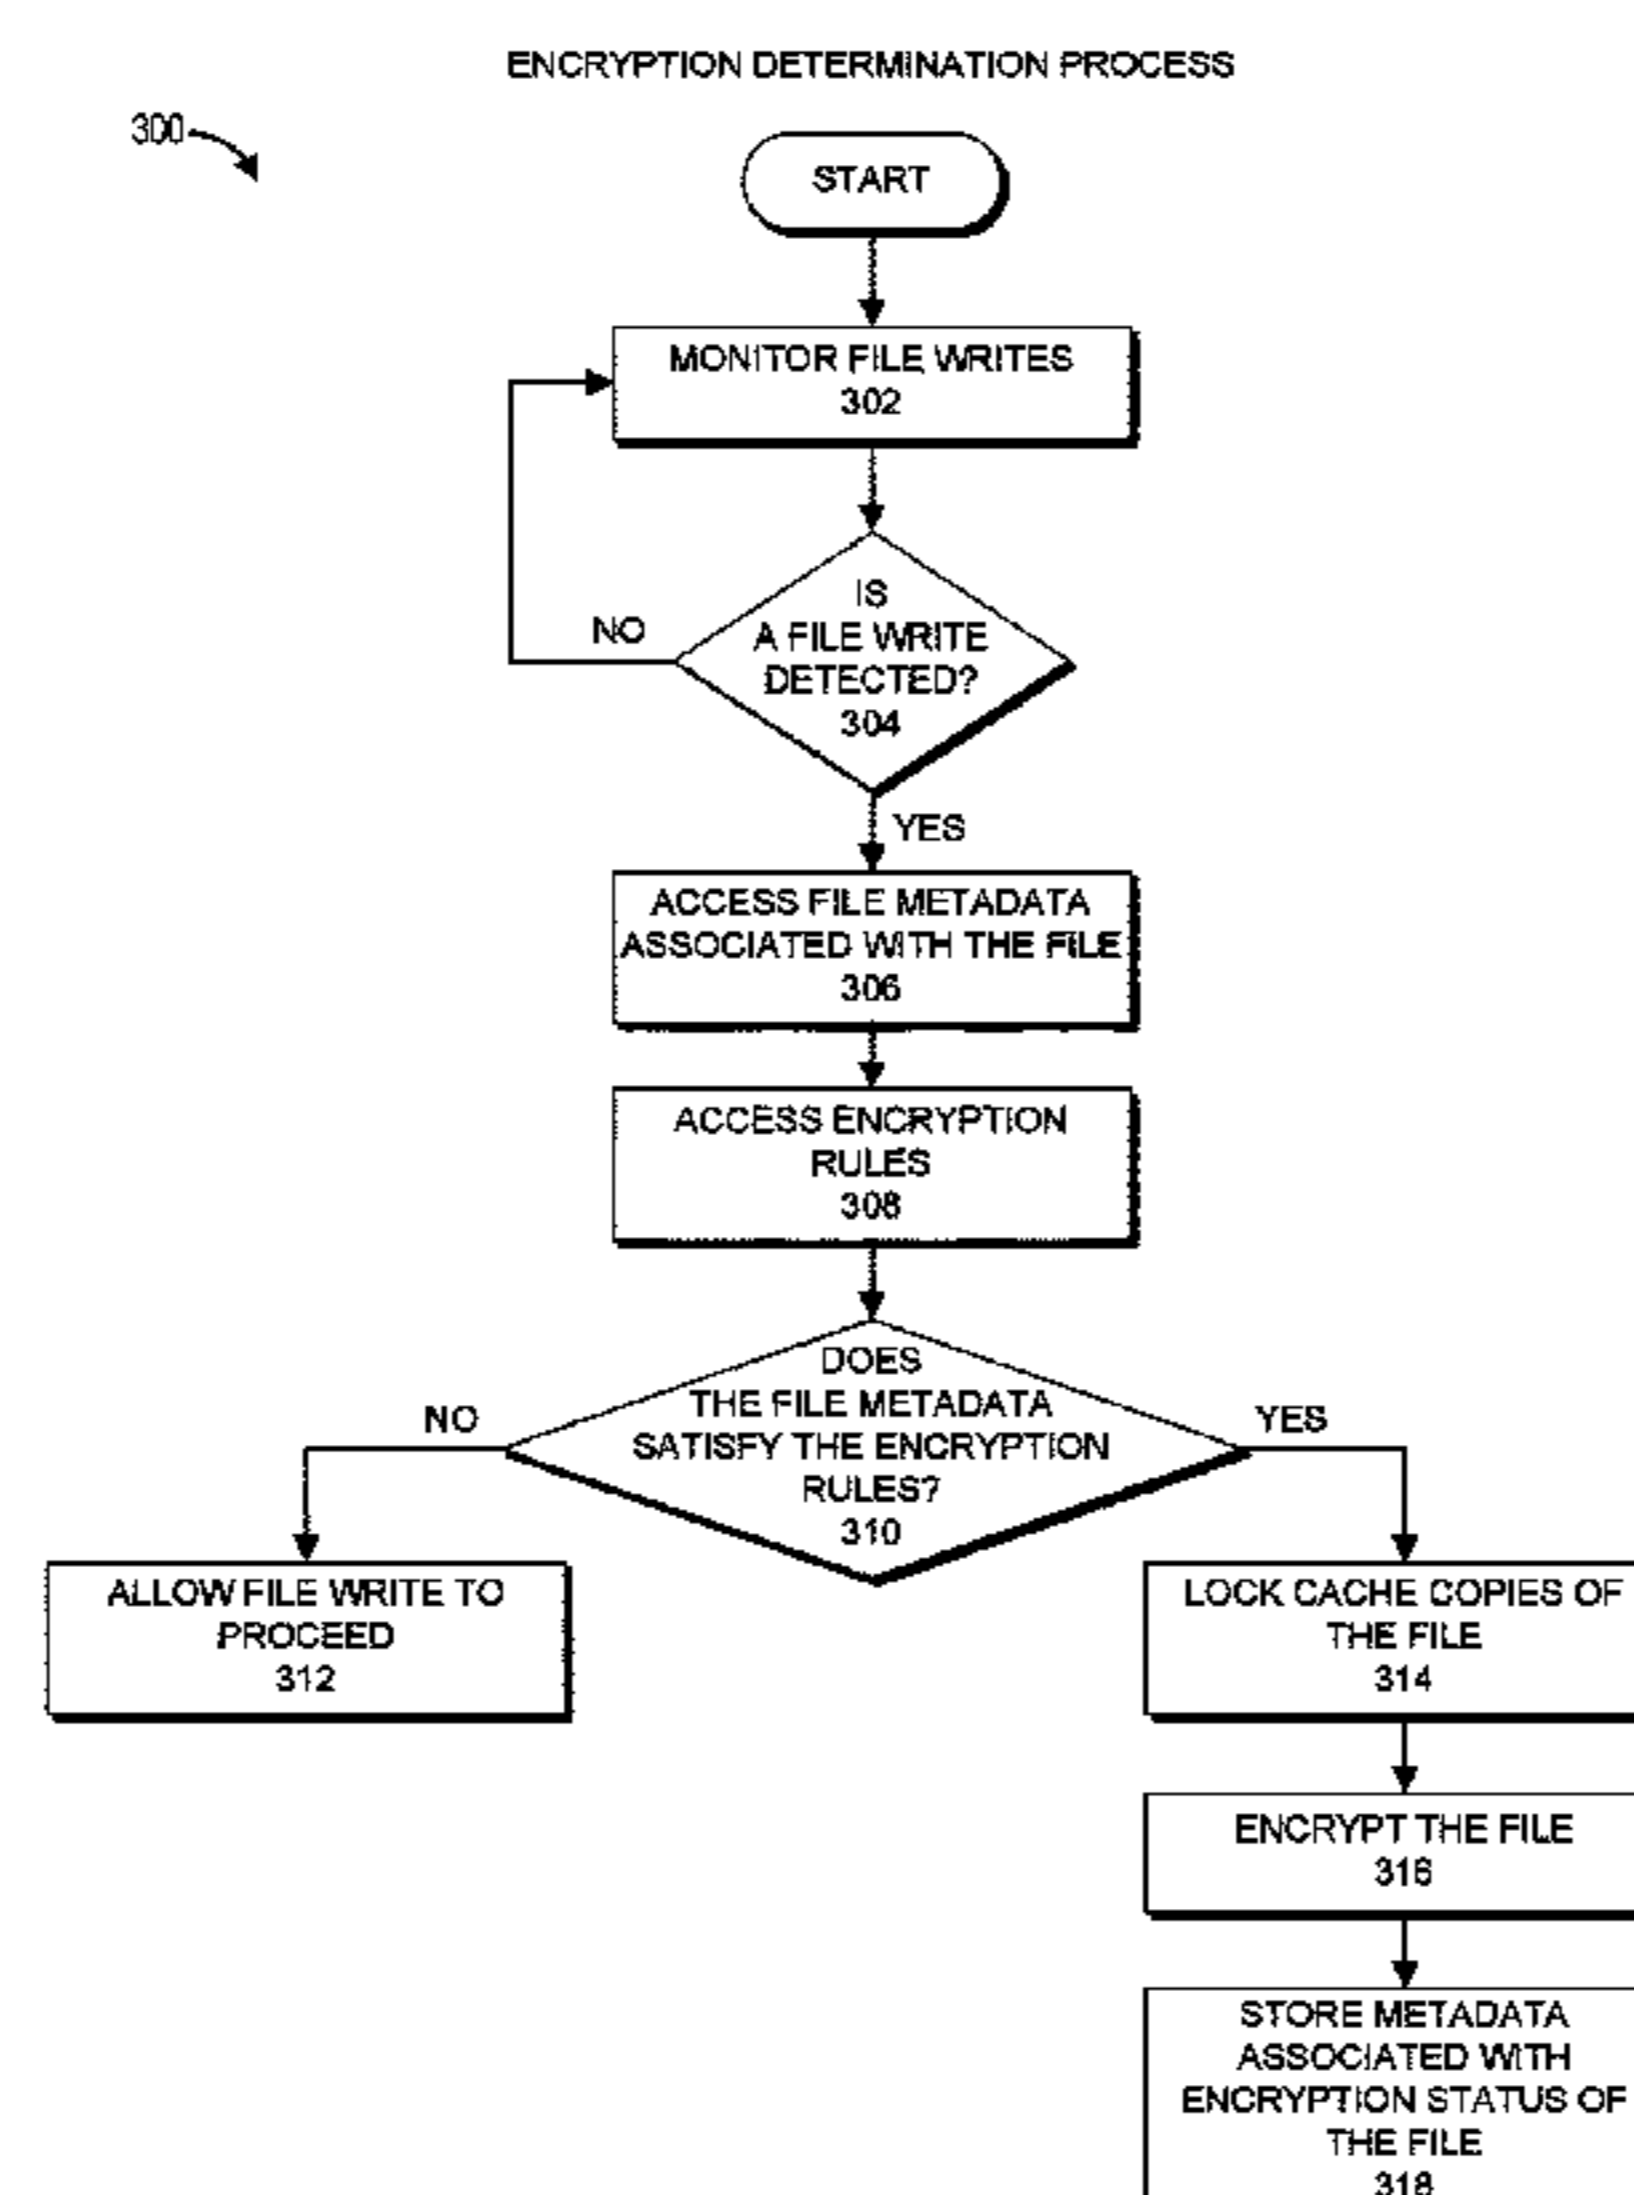 ENCRYPTION DETERMINATION PROCESS
300
START
MONITOR FILE WRITES
302
IS
A FILE WRITE
DETECTED?
304
NO
YES
ACCESS FILE METADATA
ASSOCIATED WITH THE FILE
306
ACCESS ENCRYPTION
RULES
308
DOES
THE FILE METADATA
SATISFY THE ENCRYPTION
RULES?
310
NO
YES
ALLOW FILE WRITE TO
PROCEED
312
LOCK CACHE COPIES OF
THE FILE
314
ENCRYPT THE FILE
316
STORE METADATA
ASSOCIATED WITH
ENCRYPTION STATUS OF
THE FILE
318